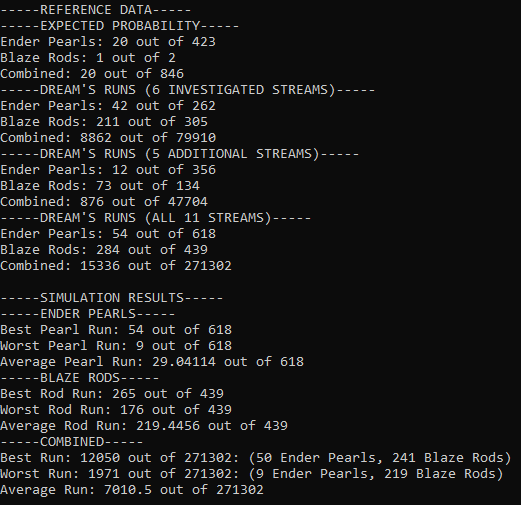 -----REFERENCE DATA-----
-----EXPECTED PROBABILITY-----
Ender Pearls: 20 out of 423
Blaze Rods: 1 out of 2
Combined: 20 out of 846
-----DREAM'S RUNS (6 INVESTIGATED STREAMS)-----
Ender Pearls: 42 out of 262
Blaze Rods: 211 out of 305
Combined: 8862 out of 79910
-----DREAM'S RUNS (5 ADDITIONAL STREAMS)-----
Ender Pearls: 12 out of 356
Blaze Rods: 73 out of 134
Combined: 876 out of 47704
-----DREAM'S RUNS (ALL 11 STREAMS)-----
Ender Pearls: 54 out of 618
Blaze Rods: 284 out of 439
Combined: 15336 out of 271302

-----SIMULATION RESULTS-----
-----ENDER PEARLS-----
Best Pearl Run: 54 out of 618
Worst Pearl Run: 9 out of 618
Average Pearl Run: 29.04114 out of 618
-----BLAZE RODS-----
Best Rod Run: 265 out of 439
Worst Rod Run: 176 out of 439
Average Rod Run: 219.4456 out of 439
-----COMBINED-----
Best Run: 12050 out of 271302: (50 Ender Pearls, 241 Blaze Rods)
Worst Run: 1971 out of 271302: (9 Ender Pearls, 219 Blaze Rods)
Average Run: 7010.5 out of 271302